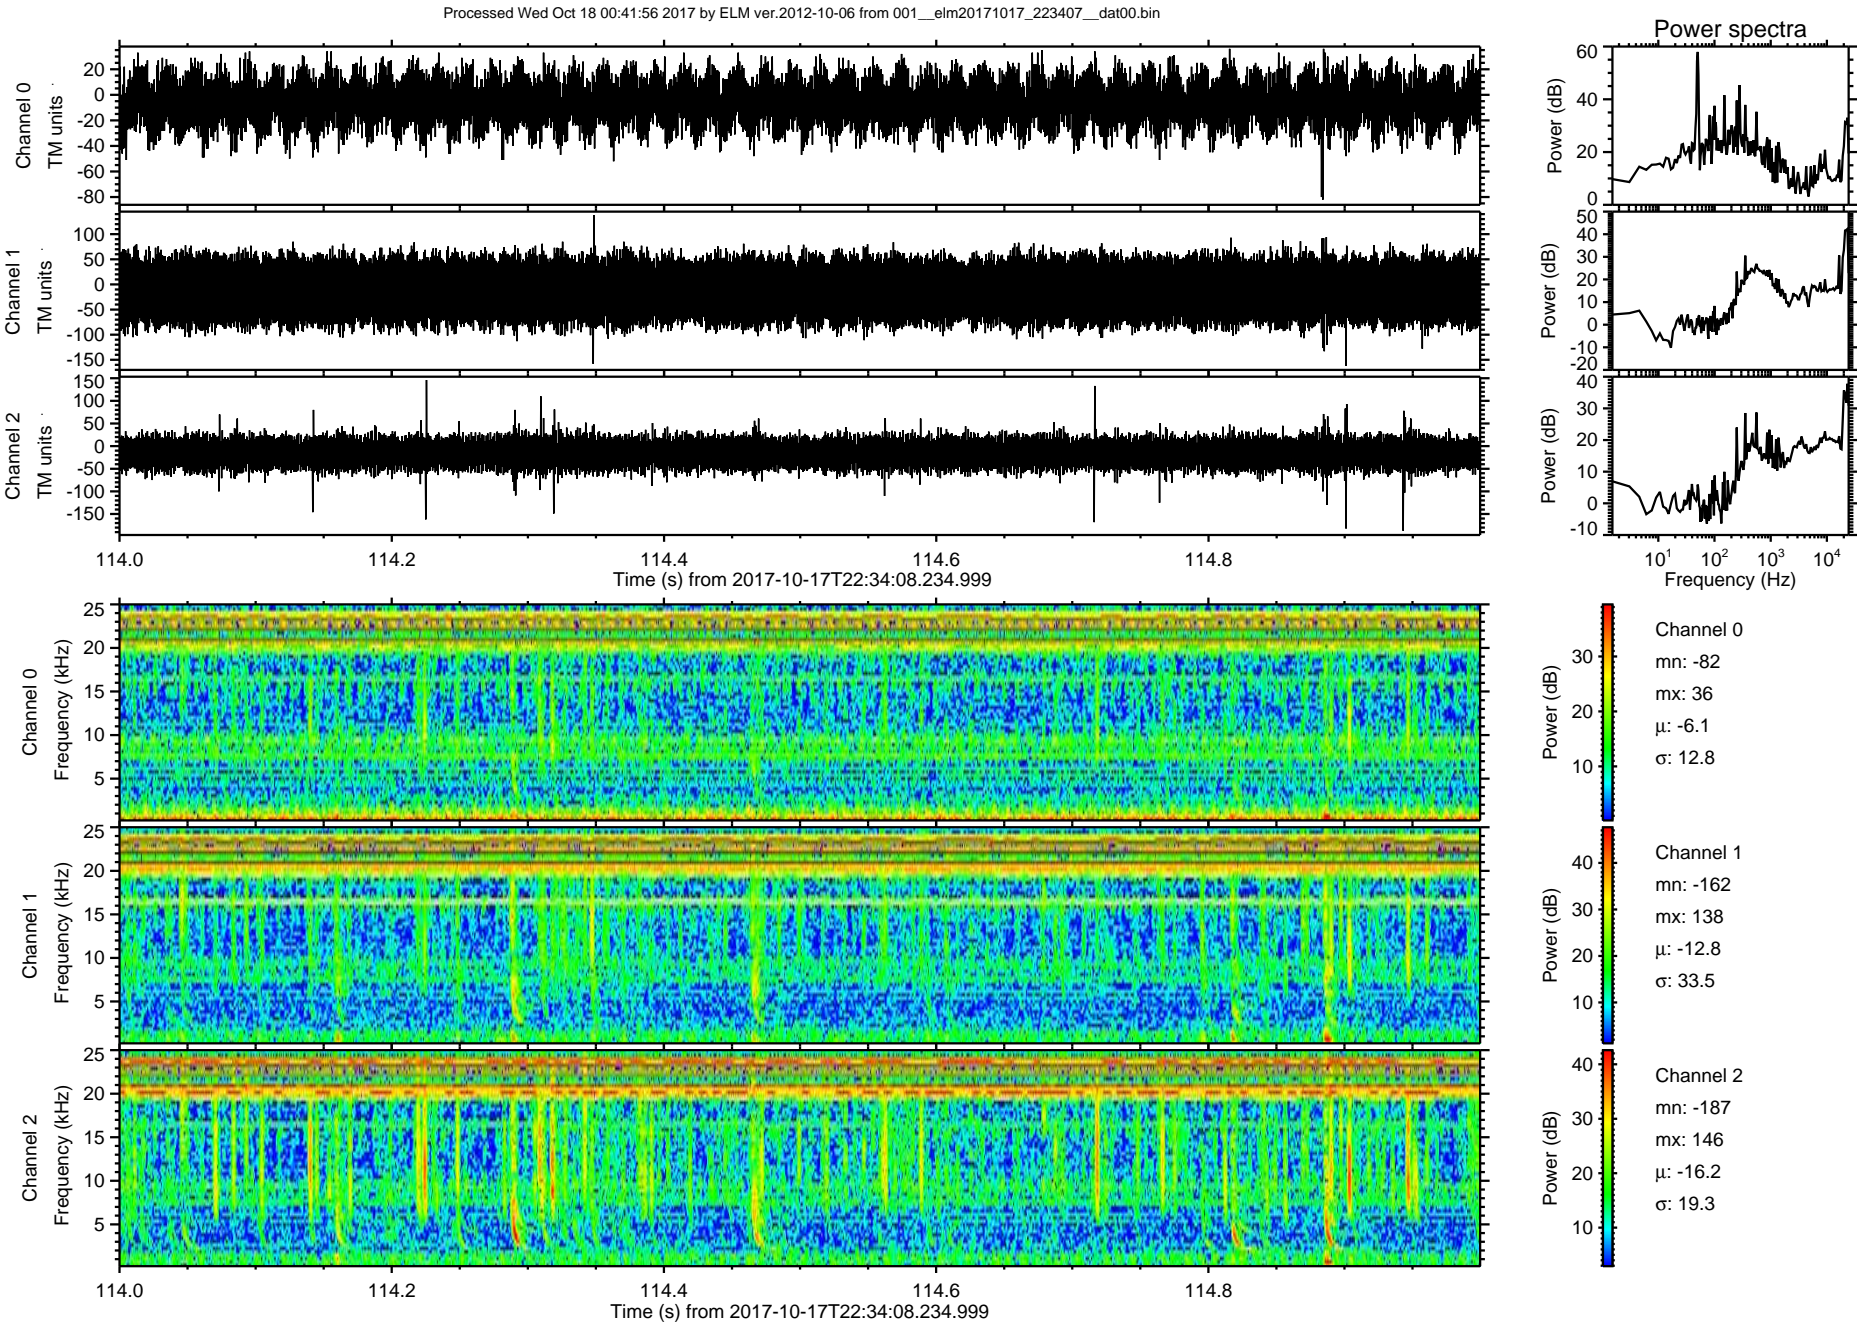 Processed Wed Oct 18 00:41:56 2017 by ELM ver.2012-10-06 from 001__elm20171017_223407__dat00.bin
Power spectra
Channel 0
TM units
20
0
-20
-40
-60
-80
Power (dB)
60
40
20
0
Channel 1
TM units
100
50
0
-50
-100
-150
Power (dB)
50
40
30
20
10
0
-10
-20
Channel 2
TM units
150
100
50
0
-50
-100
-150
Power (dB)
40
30
20
10
0
-10
114.0 114.2 114.4 114.6 114.8
Time (s) from 2017-10-17T22:34:08.234.999
10¹ 10² 10³ 10⁴
Frequency (Hz)
Channel 0
Frequency (kHz)
25
20
15
10
5
Power (dB)
30
20
10
Channel 0
mn: -82
mx: 36
μ: -6.1
σ: 12.8
Channel 1
Frequency (kHz)
25
20
15
10
5
Power (dB)
40
30
20
10
Channel 1
mn: -162
mx: 138
μ: -12.8
σ: 33.5
Channel 2
Frequency (kHz)
25
20
15
10
5
Power (dB)
40
30
20
10
Channel 2
mn: -187
mx: 146
μ: -16.2
σ: 19.3
114.0 114.2 114.4 114.6 114.8
Time (s) from 2017-10-17T22:34:08.234.999